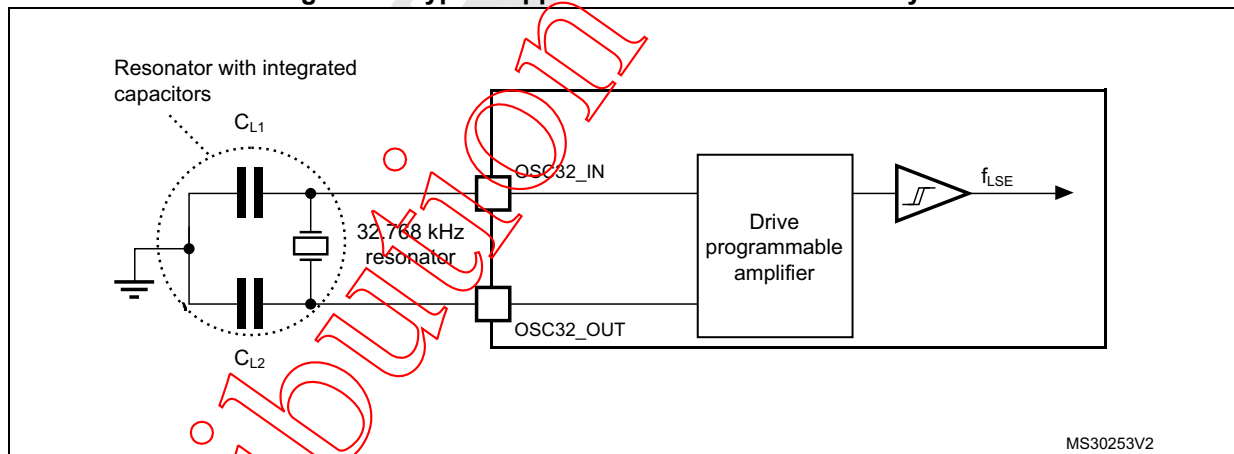 Resonator with integrated
capacitors
CL1
OSC32_IN
fLSE
32.768 kHz
resonator
Drive
programmable
amplifier
OSC32_OUT
CL2
MS30253V2